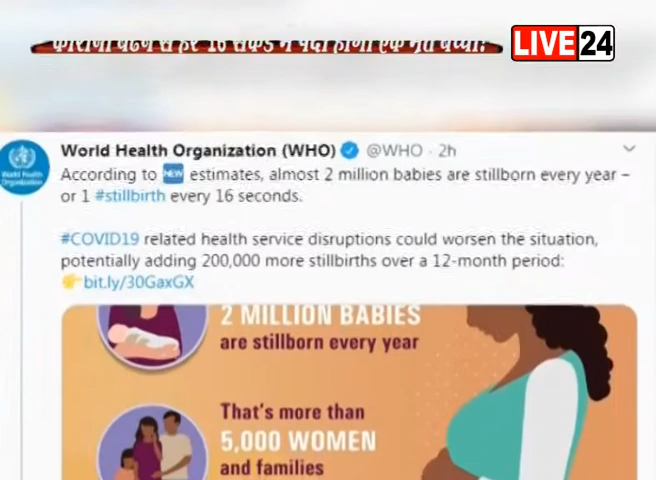 LIVE24
World Health Organization (WHO) @WHO · 2h
According to NEW estimates, almost 2 million babies are stillborn every year –
or 1 #stillbirth every 16 seconds.
#COVID19 related health service disruptions could worsen the situation,
potentially adding 200,000 more stillbirths over a 12-month period:
👉bit.ly/30GaxGX
World Health
Organization
2 MILLION BABIES
are stillborn every year
That's more than
5,000 WOMEN
and families